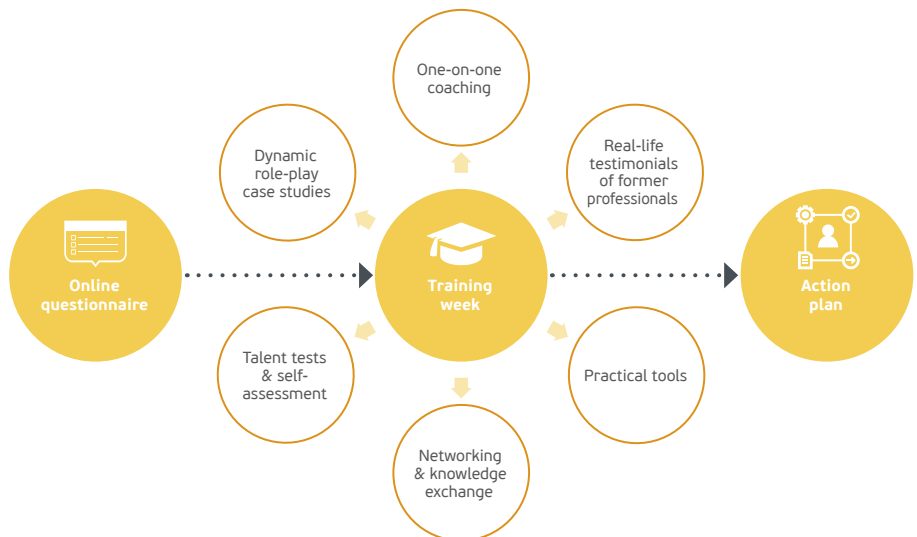 One-on-one
coaching
Dynamic
role-play
case studies
Real-life
testimonials
of former
professionals
Online
questionnaire
Training
week
Action
plan
Talent tests
& self-
assessment
Practical tools
Networking
& knowledge
exchange